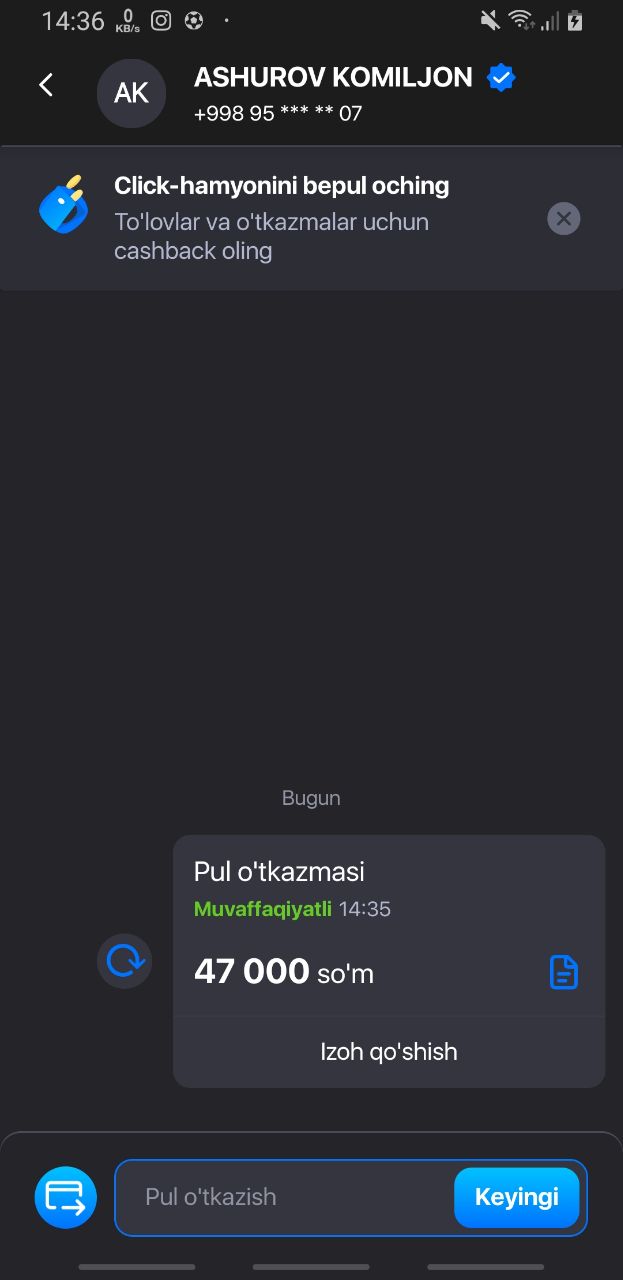 14:36 0 KB/s
AK
ASHUROV KOMILJON
+998 95 *** ** 07
Click-hamyonini bepul oching
To'lovlar va o'tkazmalar uchun
cashback oling
Bugun
Pul o'tkazmasi
Muvaffaqiyatli 14:35
47 000 so'm
Izoh qo'shish
Pul o'tkazish
Keyingi